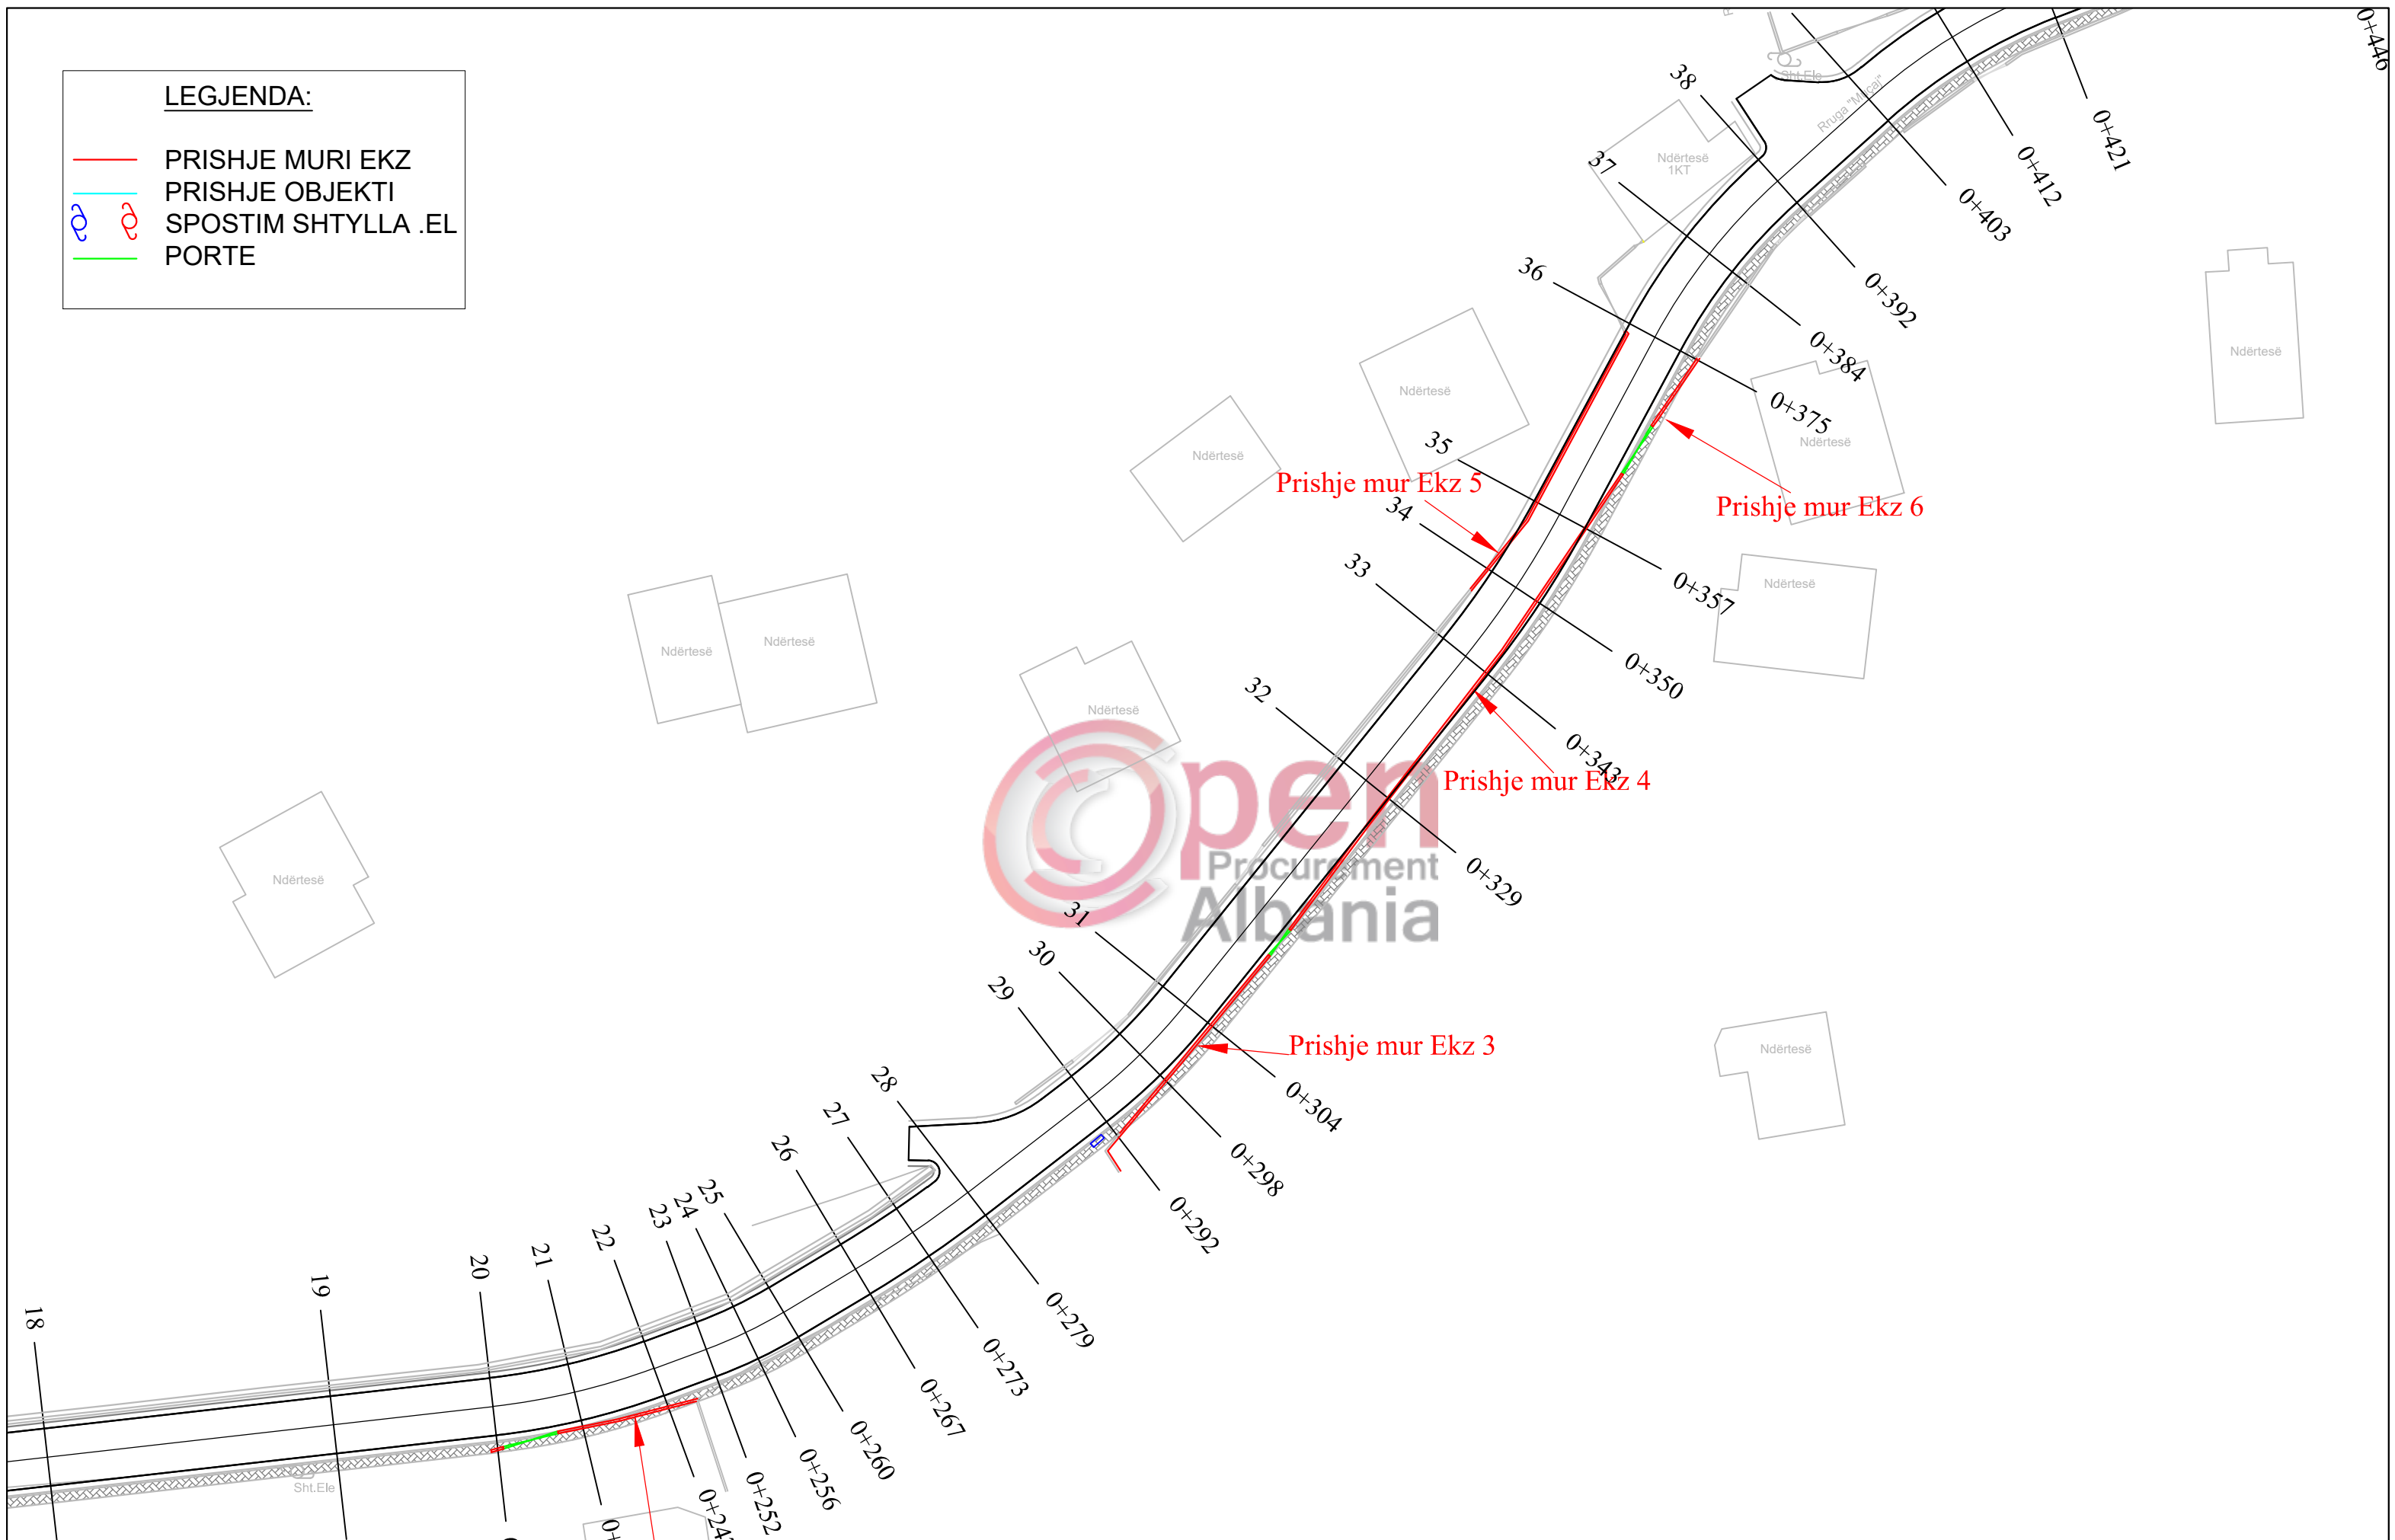 LEGJENDA:
PRISHJE MURI EKZ
PRISHJE OBJEKTI
SPOSTIM SHTYLLA .EL
PORTE
Sht.Ele
Rruga "Muçaj"
0+446
0+421
0+412
0+403
38
0+392
37
0+384
36
0+375
35
0+357
34
0+350
33
0+343
32
0+329
31
0+304
30
0+298
29
0+292
28
0+279
27
0+273
26
0+267
25
0+260
24
0+256
23
0+252
22
21
20
19
18
Ndërtesë
1KT
Ndërtesë
Ndërtesë
Ndërtesë
Ndërtesë
Ndërtesë
Ndërtesë
Ndërtesë
Ndërtesë
Ndërtesë
Ndërtesë
Ndërtesë
Prishje mur Ekz 5
Prishje mur Ekz 6
Prishje mur Ekz 4
Prishje mur Ekz 3
Open
Procurement
Albania
Sht.Ele